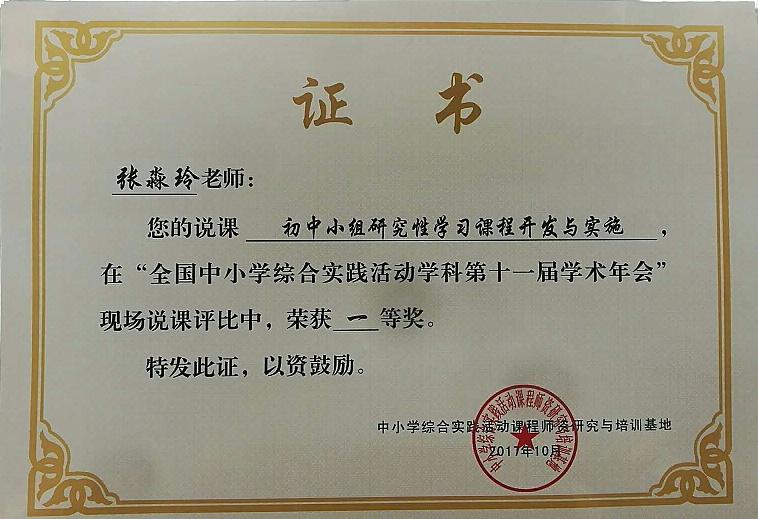 证书
张淼玲老师：
您的说课 初中小组研究性学习课程开发与实施，
在“全国中小学综合实践活动学科第十一届学术年会”
现场说课评比中，荣获一等奖。
特发此证，以资鼓励。
中小学综合实践活动课程师资研究与培训基地
2017年10月